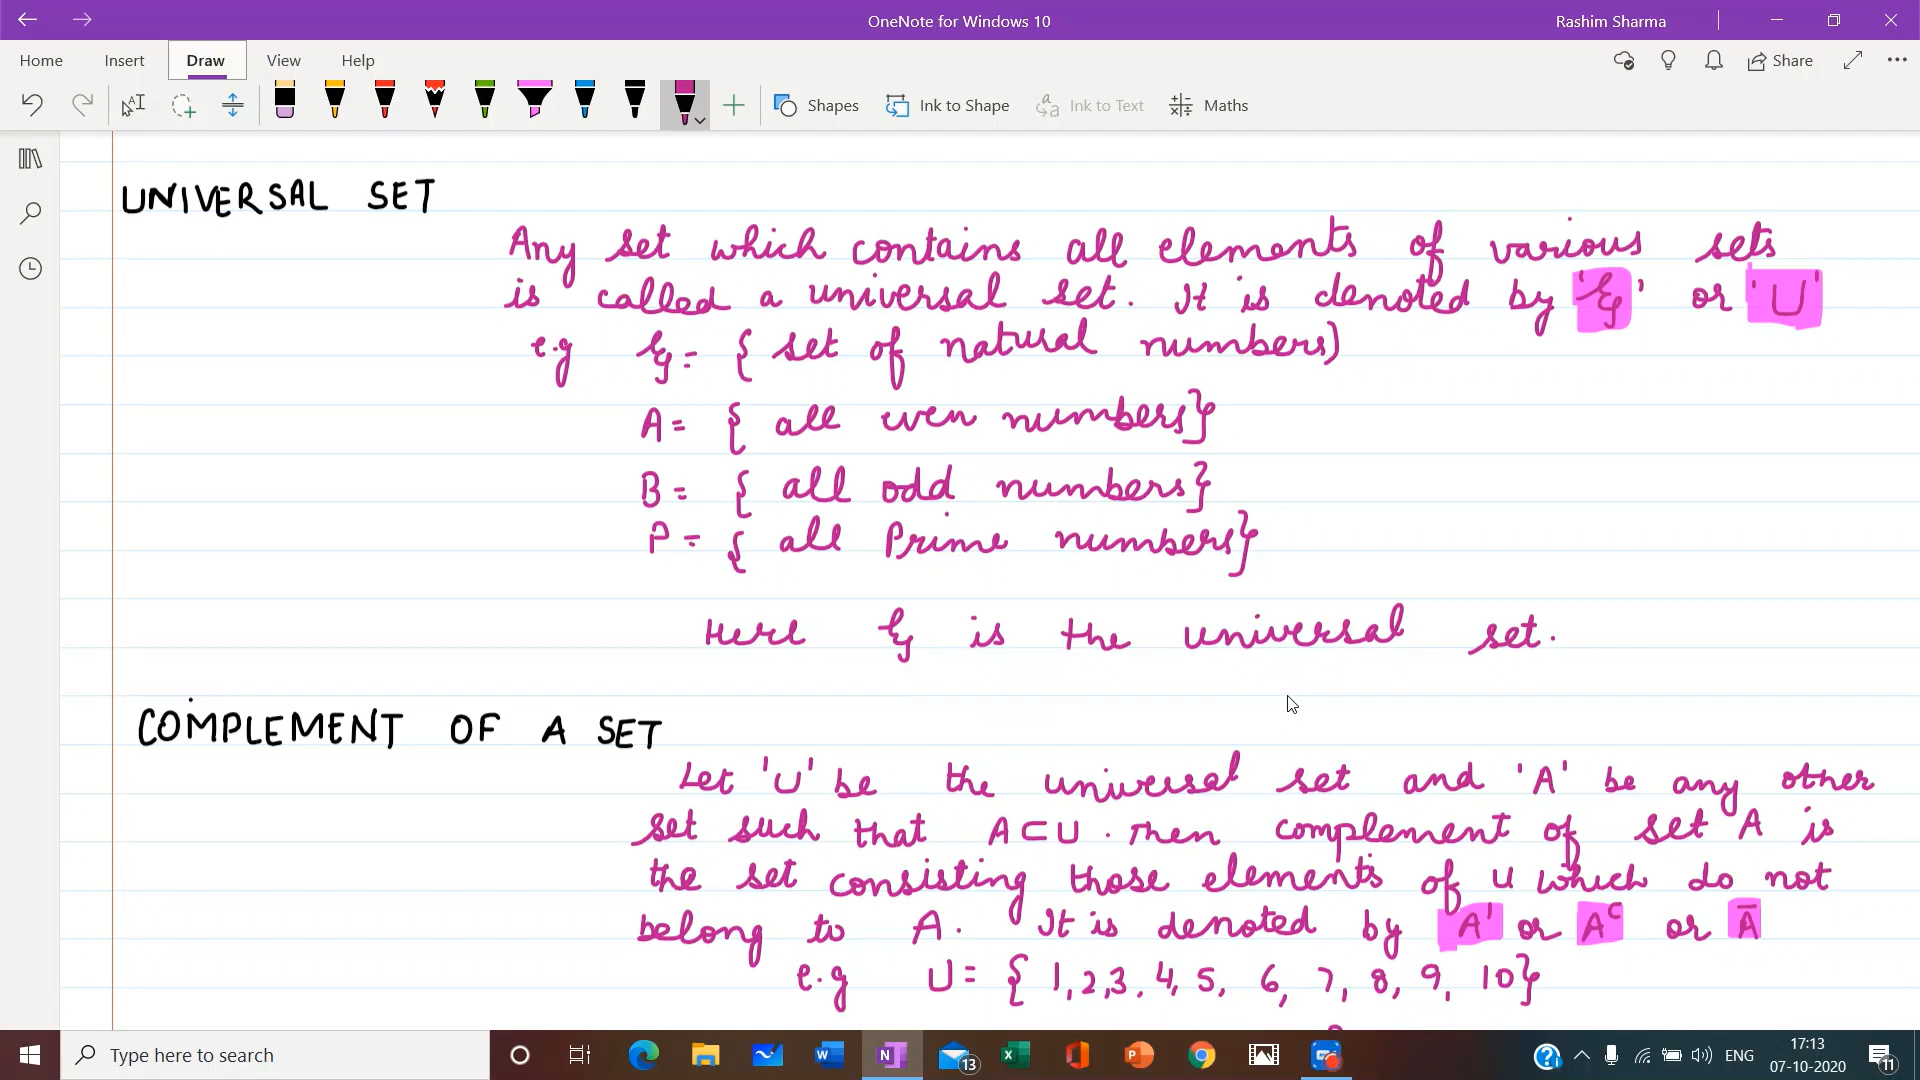 OneNote for Windows 10
Rashim Sharma
Home Insert Draw View Help
Share
Shapes Ink to Shape Ink to Text Maths
UNIVERSAL SET
Any set which contains all elements of various sets
is called a universal set. It is denoted by 'ξ' or 'U'
e.g ξ = { set of natural numbers)
A = { all even numbers}
B = { all odd numbers}
P = { all Prime numbers}
Here ξ is the universal set.
COMPLEMENT OF A SET
Let 'U' be the universal set and 'A' be any other
set such that A ⊂ U. Then complement of set A is
the set consisting those elements of U which do not
belong to A. It is denoted by A' or Aᶜ or A̅
e.g U = { 1, 2, 3, 4, 5, 6, 7, 8, 9, 10}
Type here to search
13
ENG
17:13
07-10-2020
11